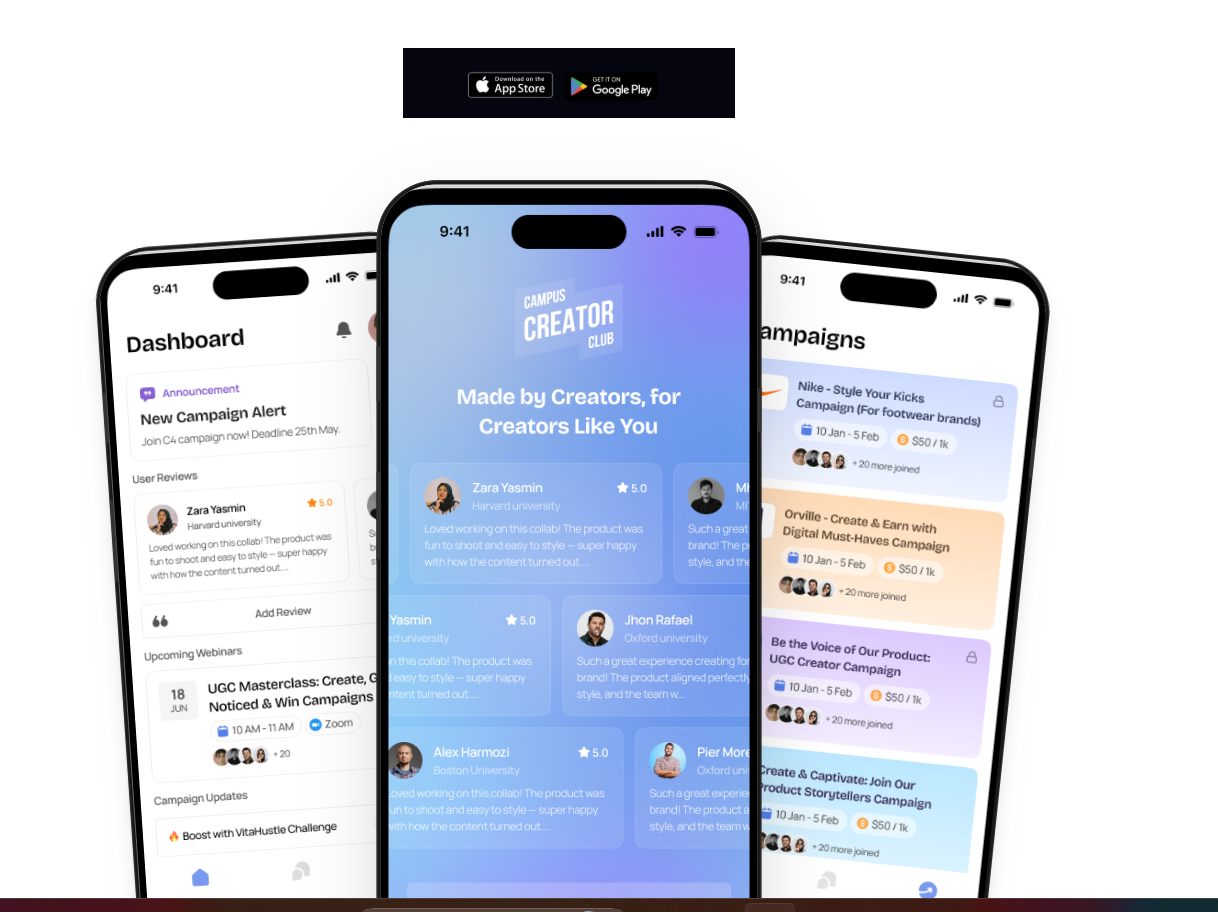 Download on the
App Store
GET IT ON
Google Play
9:41
Dashboard
Announcement
New Campaign Alert
Join C4 campaign now! Deadline 25th May.
User Reviews
Zara Yasmin
5.0
Harvard university
Loved working on this collab! The product was
fun to shoot and easy to style — super happy
with how the content turned out....
Add Review
Upcoming Webinars
18
JUN
UGC Masterclass: Create, G
Noticed & Win Campaigns
10 AM - 11 AM
Zoom
+ 20
Campaign Updates
🔥 Boost with VitaHustle Challenge
9:41
CAMPUS
CREATOR
CLUB
Made by Creators, for
Creators Like You
Zara Yasmin
5.0
Harvard university
Loved working on this collab! The product was
fun to shoot and easy to style — super happy
with how the content turned out....
Such a great
brand! The p
style, and the
Yasmin
5.0
rd university
n this collab! The product was
easy to style — super happy
ntent turned out....
Jhon Rafael
Oxford university
Such a great experience creating for
brand! The product aligned perfectly
style, and the team w...
Alex Harmozi
5.0
Boston University
Loved working on this collab! The product was
fun to shoot and easy to style — super happy
with how the content turned out....
Pier More
Oxford uni
Such a great experie
brand! The product a
style, and the team w
9:41
ampaigns
Nike - Style Your Kicks
Campaign (For footwear brands)
10 Jan - 5 Feb
$50 / 1k
+ 20 more joined
Orville - Create & Earn with
Digital Must-Haves Campaign
10 Jan - 5 Feb
$50 / 1k
+ 20 more joined
Be the Voice of Our Product:
UGC Creator Campaign
10 Jan - 5 Feb
$50 / 1k
+ 20 more joined
Create & Captivate: Join Our
Product Storytellers Campaign
10 Jan - 5 Feb
$50 / 1k
+ 20 more joined